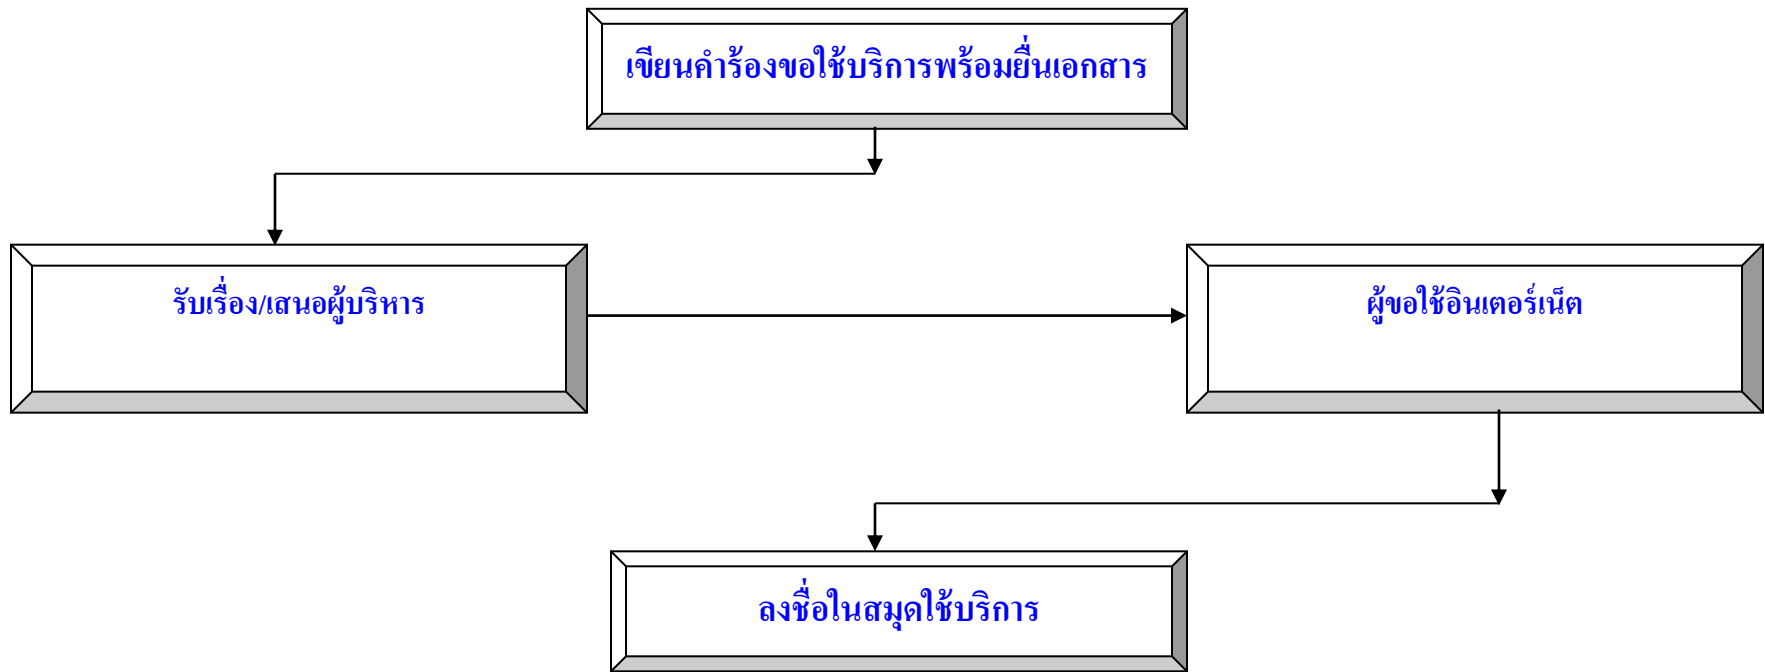 เขียนคำร้องขอใช้บริการพร้อมยื่นเอกสาร
รับเรื่อง/เสนอผู้บริหาร
ผู้ขอใช้อินเตอร์เน็ต
ลงชื่อในสมุดใช้บริการ